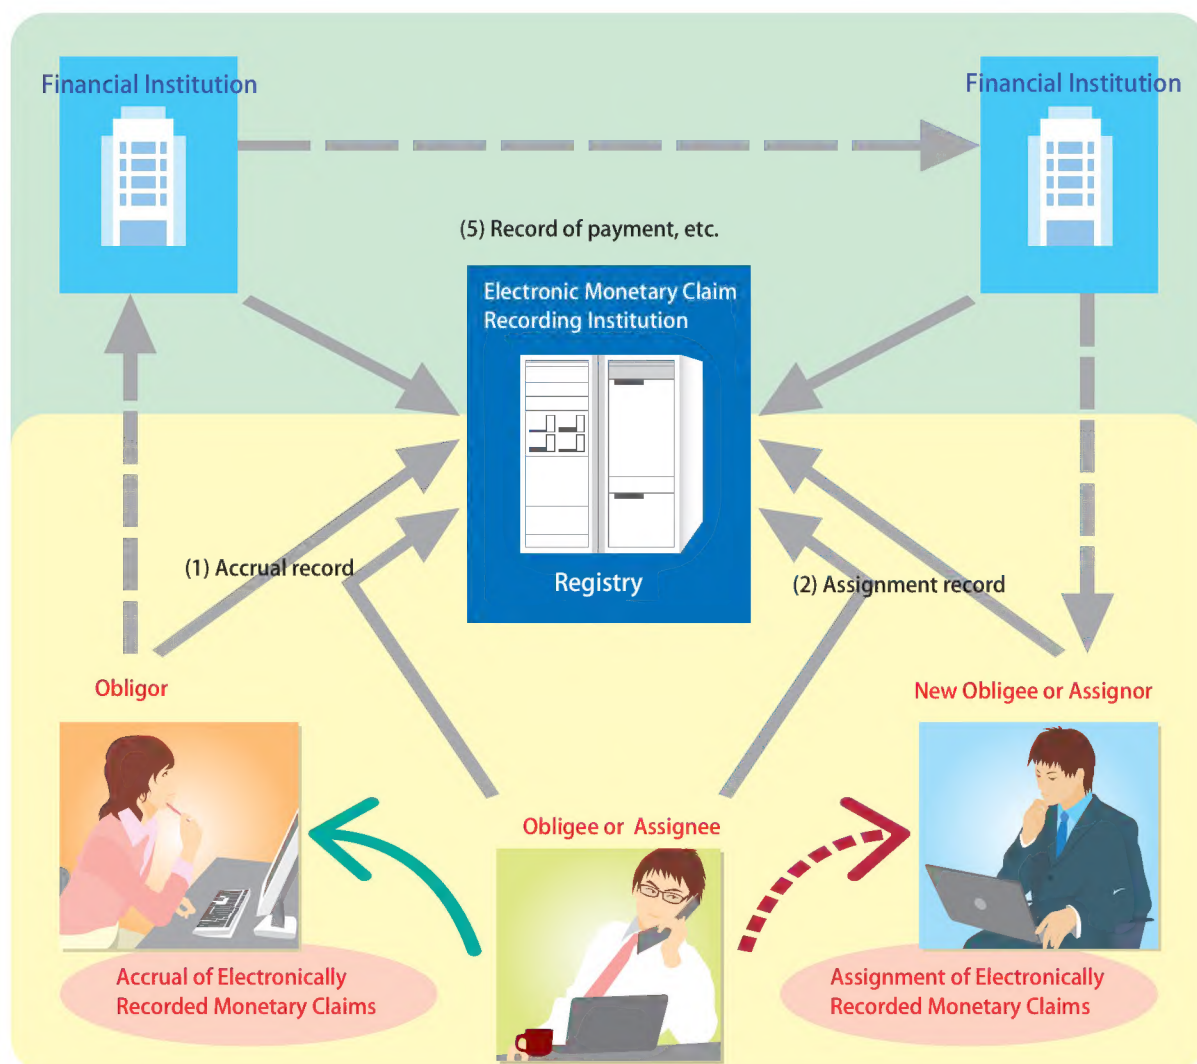 Financial Institution
Financial Institution
(5) Record of payment, etc.
Electronic Monetary Claim
Recording Institution
(1) Accrual record
Registry
(2) Assignment record
Obligor
New Obligee or Assignor
Obligee or Assignee
Accrual of Electronically
Recorded Monetary Claims
Assignment of Electronically
Recorded Monetary Claims